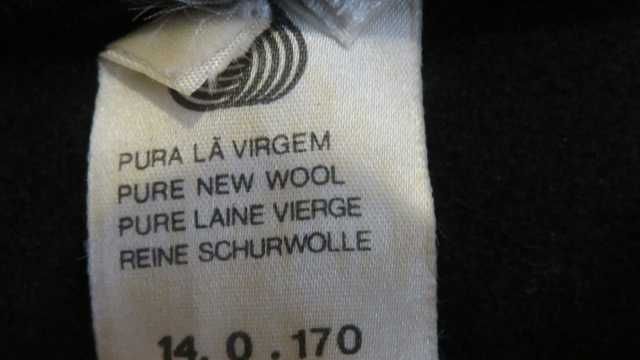 PURA LÃ VIRGEM
PURE NEW WOOL
PURE LAINE VIERGE
REINE SCHURWOLLE
14. 0 . 170